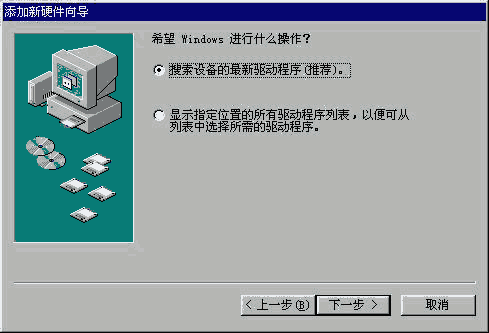 添加新硬件向导
希望 Windows 进行什么操作?
搜索设备的最新驱动程序(推荐)。
显示指定位置的所有驱动程序列表，以便可从
列表中选择所需的驱动程序。
< 上一步(B) 下一步 > 取消